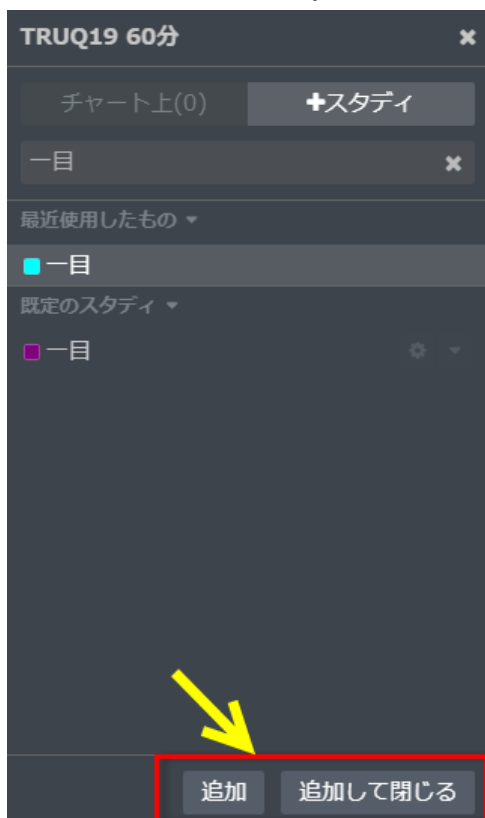 TRUQ19 60分
チャート上(0) +スタディ
一目
最近使用したもの
一目
既定のスタディ
一目
追加 追加して閉じる